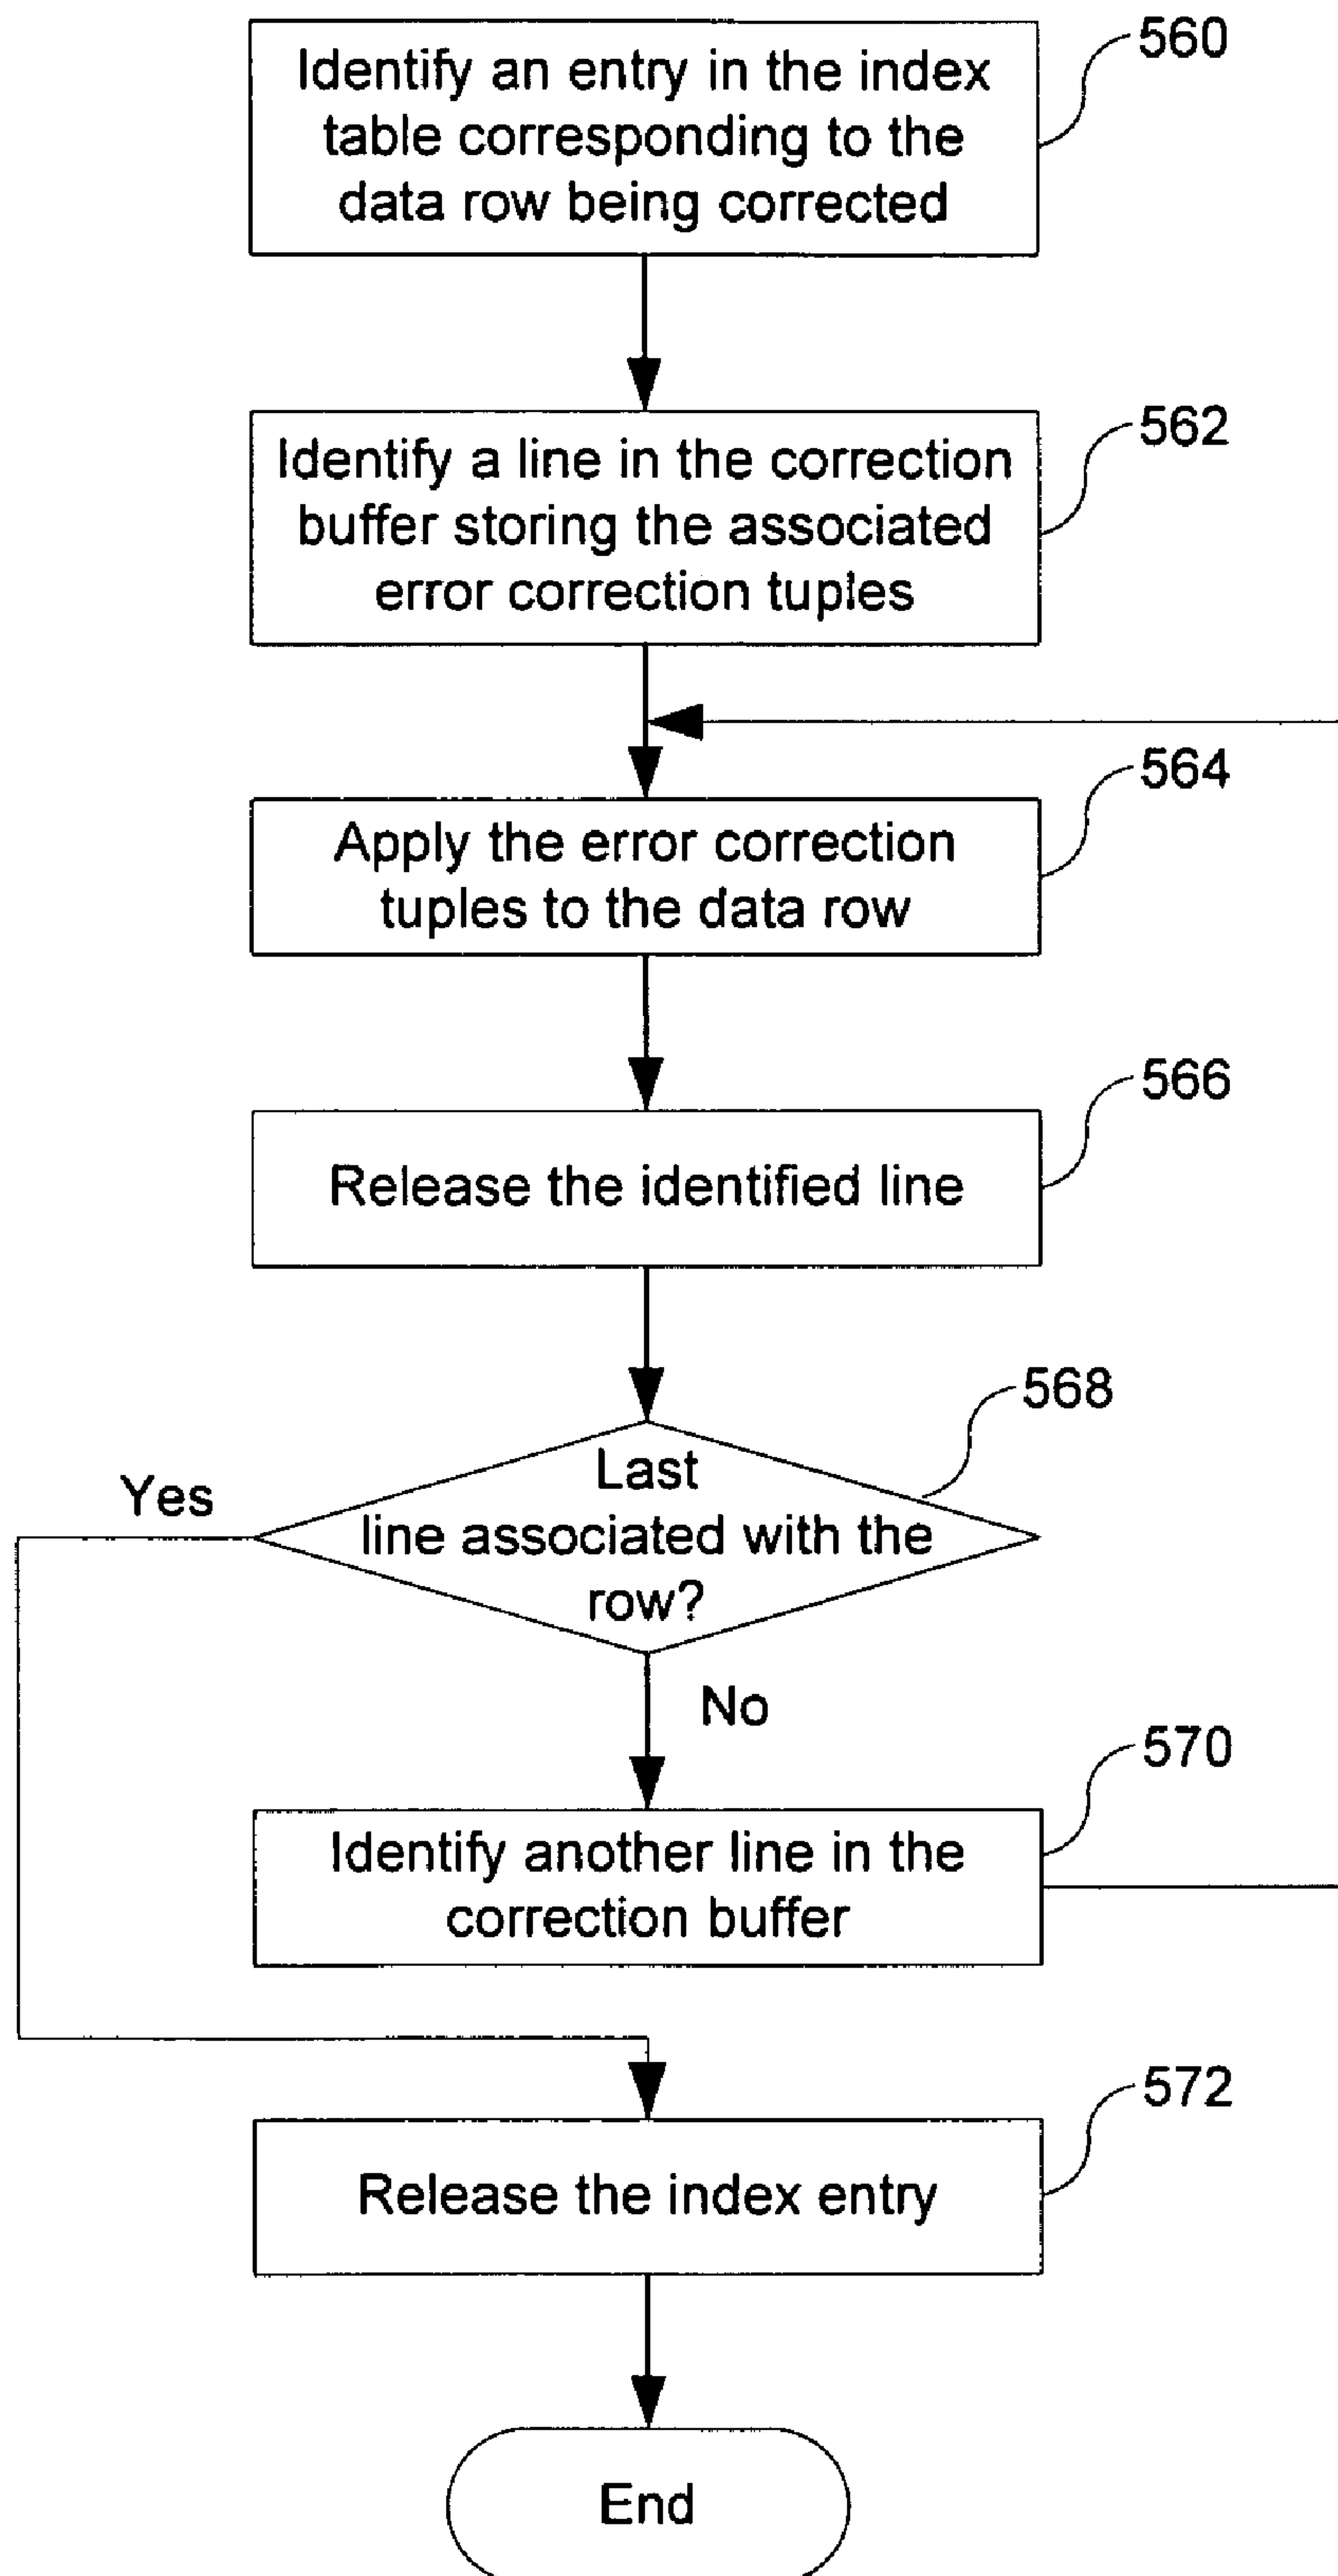 560
Identify an entry in the index
table corresponding to the
data row being corrected
562
Identify a line in the correction
buffer storing the associated
error correction tuples
564
Apply the error correction
tuples to the data row
566
Release the identified line
568
Last
line associated with the
row?
Yes
No
570
Identify another line in the
correction buffer
572
Release the index entry
End